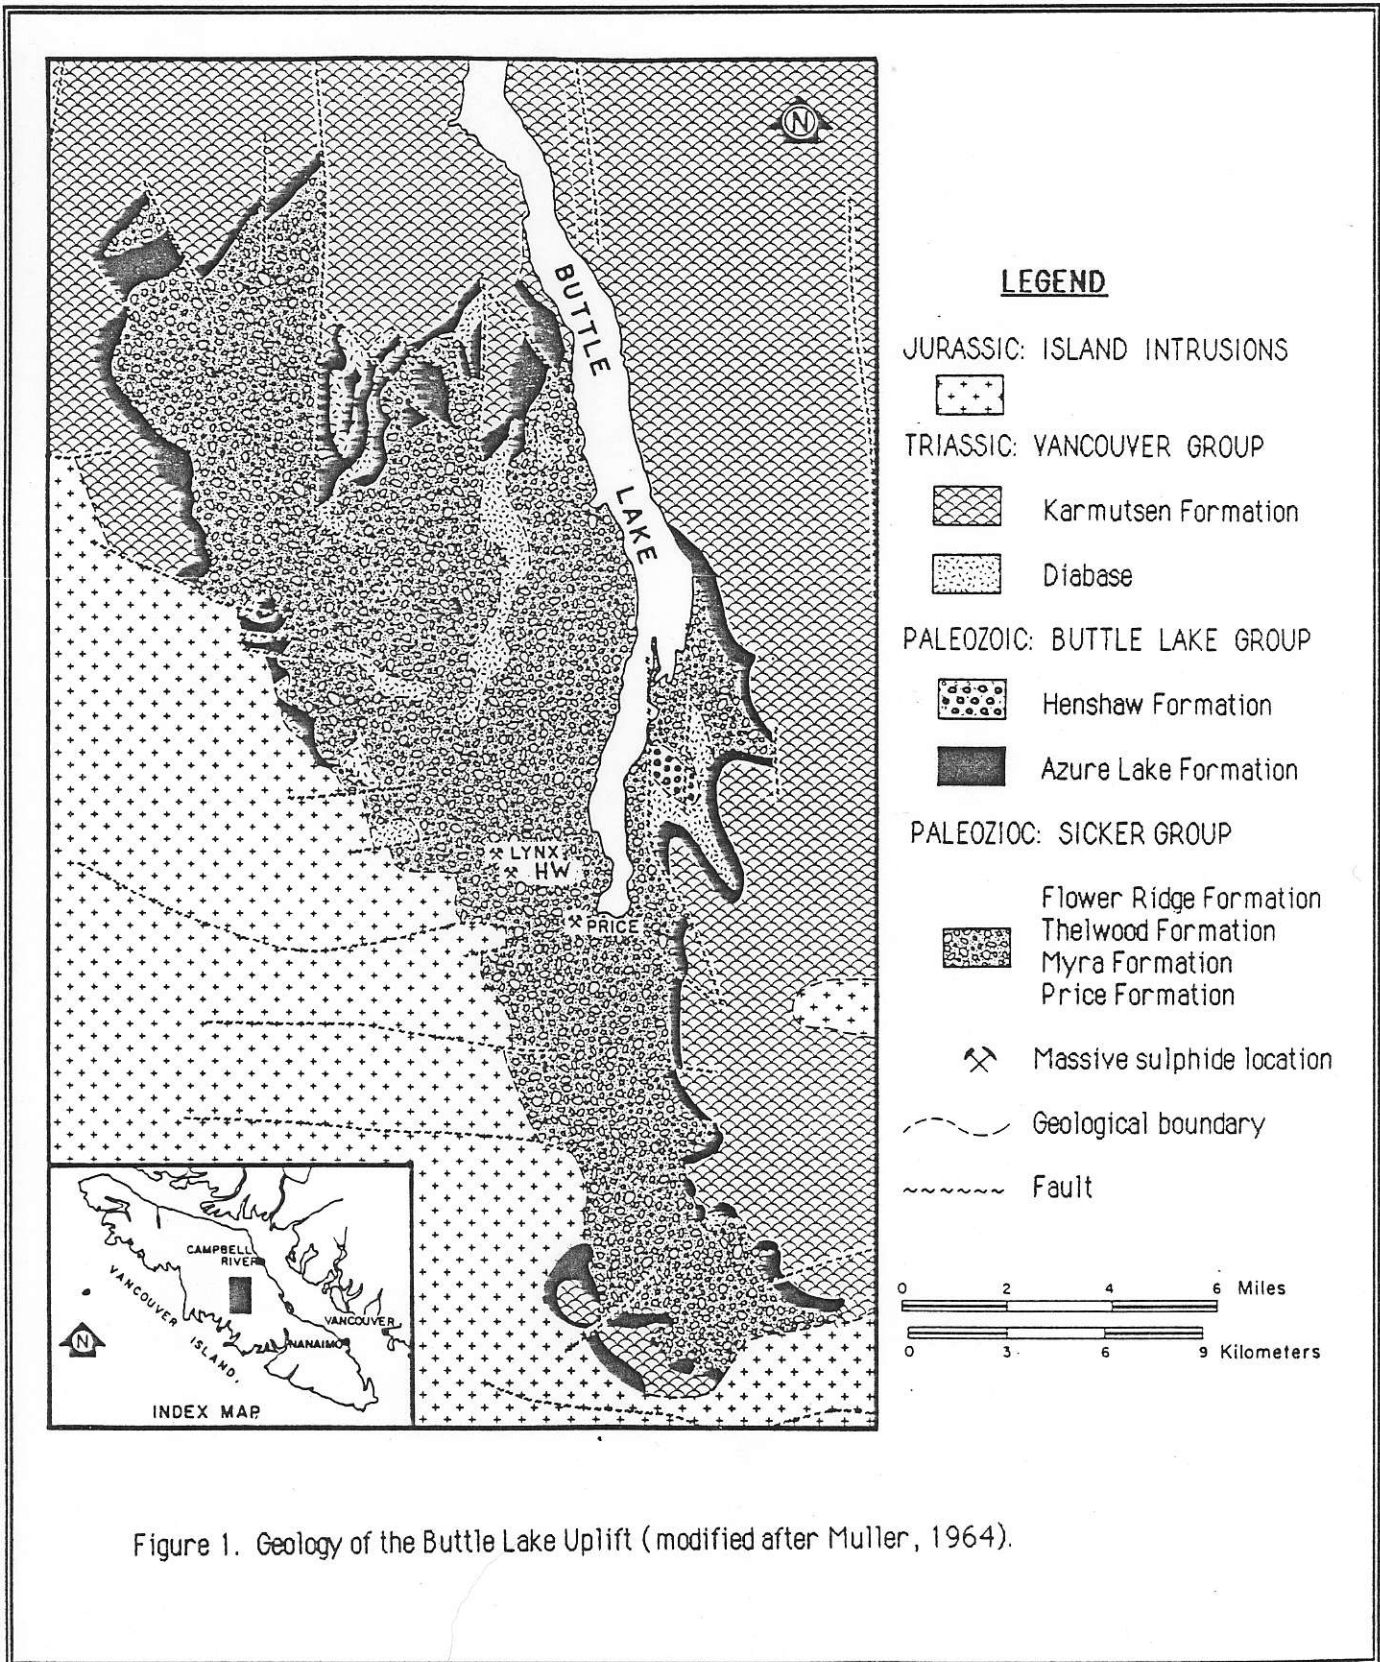 N
BUTTLE
LAKE
LYNX
HW
PRICE
CAMPBELL
RIVER
VANCOUVER
NANAIMO
VANCOUVER ISLAND.
N
INDEX MAP
LEGEND
JURASSIC: ISLAND INTRUSIONS
TRIASSIC: VANCOUVER GROUP
Karmutsen Formation
Diabase
PALEOZOIC: BUTTLE LAKE GROUP
Henshaw Formation
Azure Lake Formation
PALEOZIOC: SICKER GROUP
Flower Ridge Formation
Thelwood Formation
Myra Formation
Price Formation
Massive sulphide location
Geological boundary
Fault
0 2 4 6 Miles
0 3 6 9 Kilometers
Figure 1. Geology of the Buttle Lake Uplift (modified after Muller, 1964).